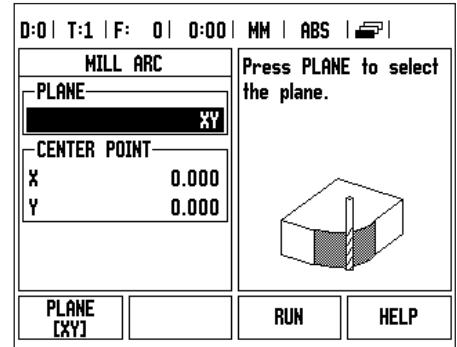 D:0 | T:1 | F: 0 | 0:00 | MM | ABS |
MILL ARC
PLANE
XY
CENTER POINT
X 0.000
Y 0.000
Press PLANE to select
the plane.
PLANE
[XY]
RUN
HELP